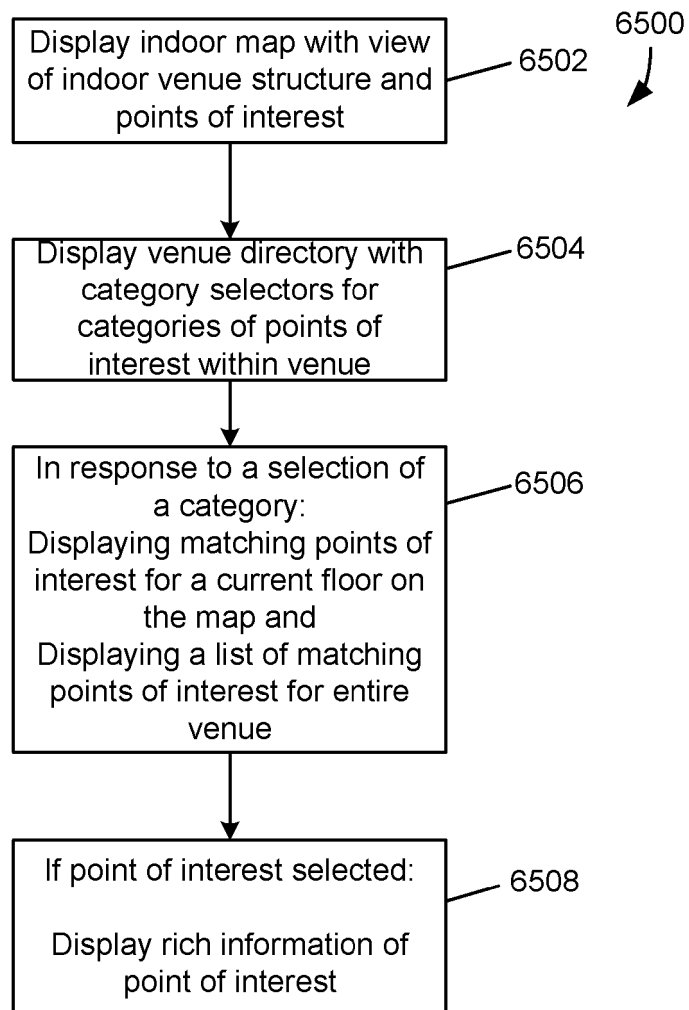 6500
Display indoor map with view
of indoor venue structure and
points of interest
6502
Display venue directory with
category selectors for
categories of points of
interest within venue
6504
In response to a selection of
a category:
Displaying matching points of
interest for a current floor on
the map and
Displaying a list of matching
points of interest for entire
venue
6506
If point of interest selected:
Display rich information of
point of interest
6508